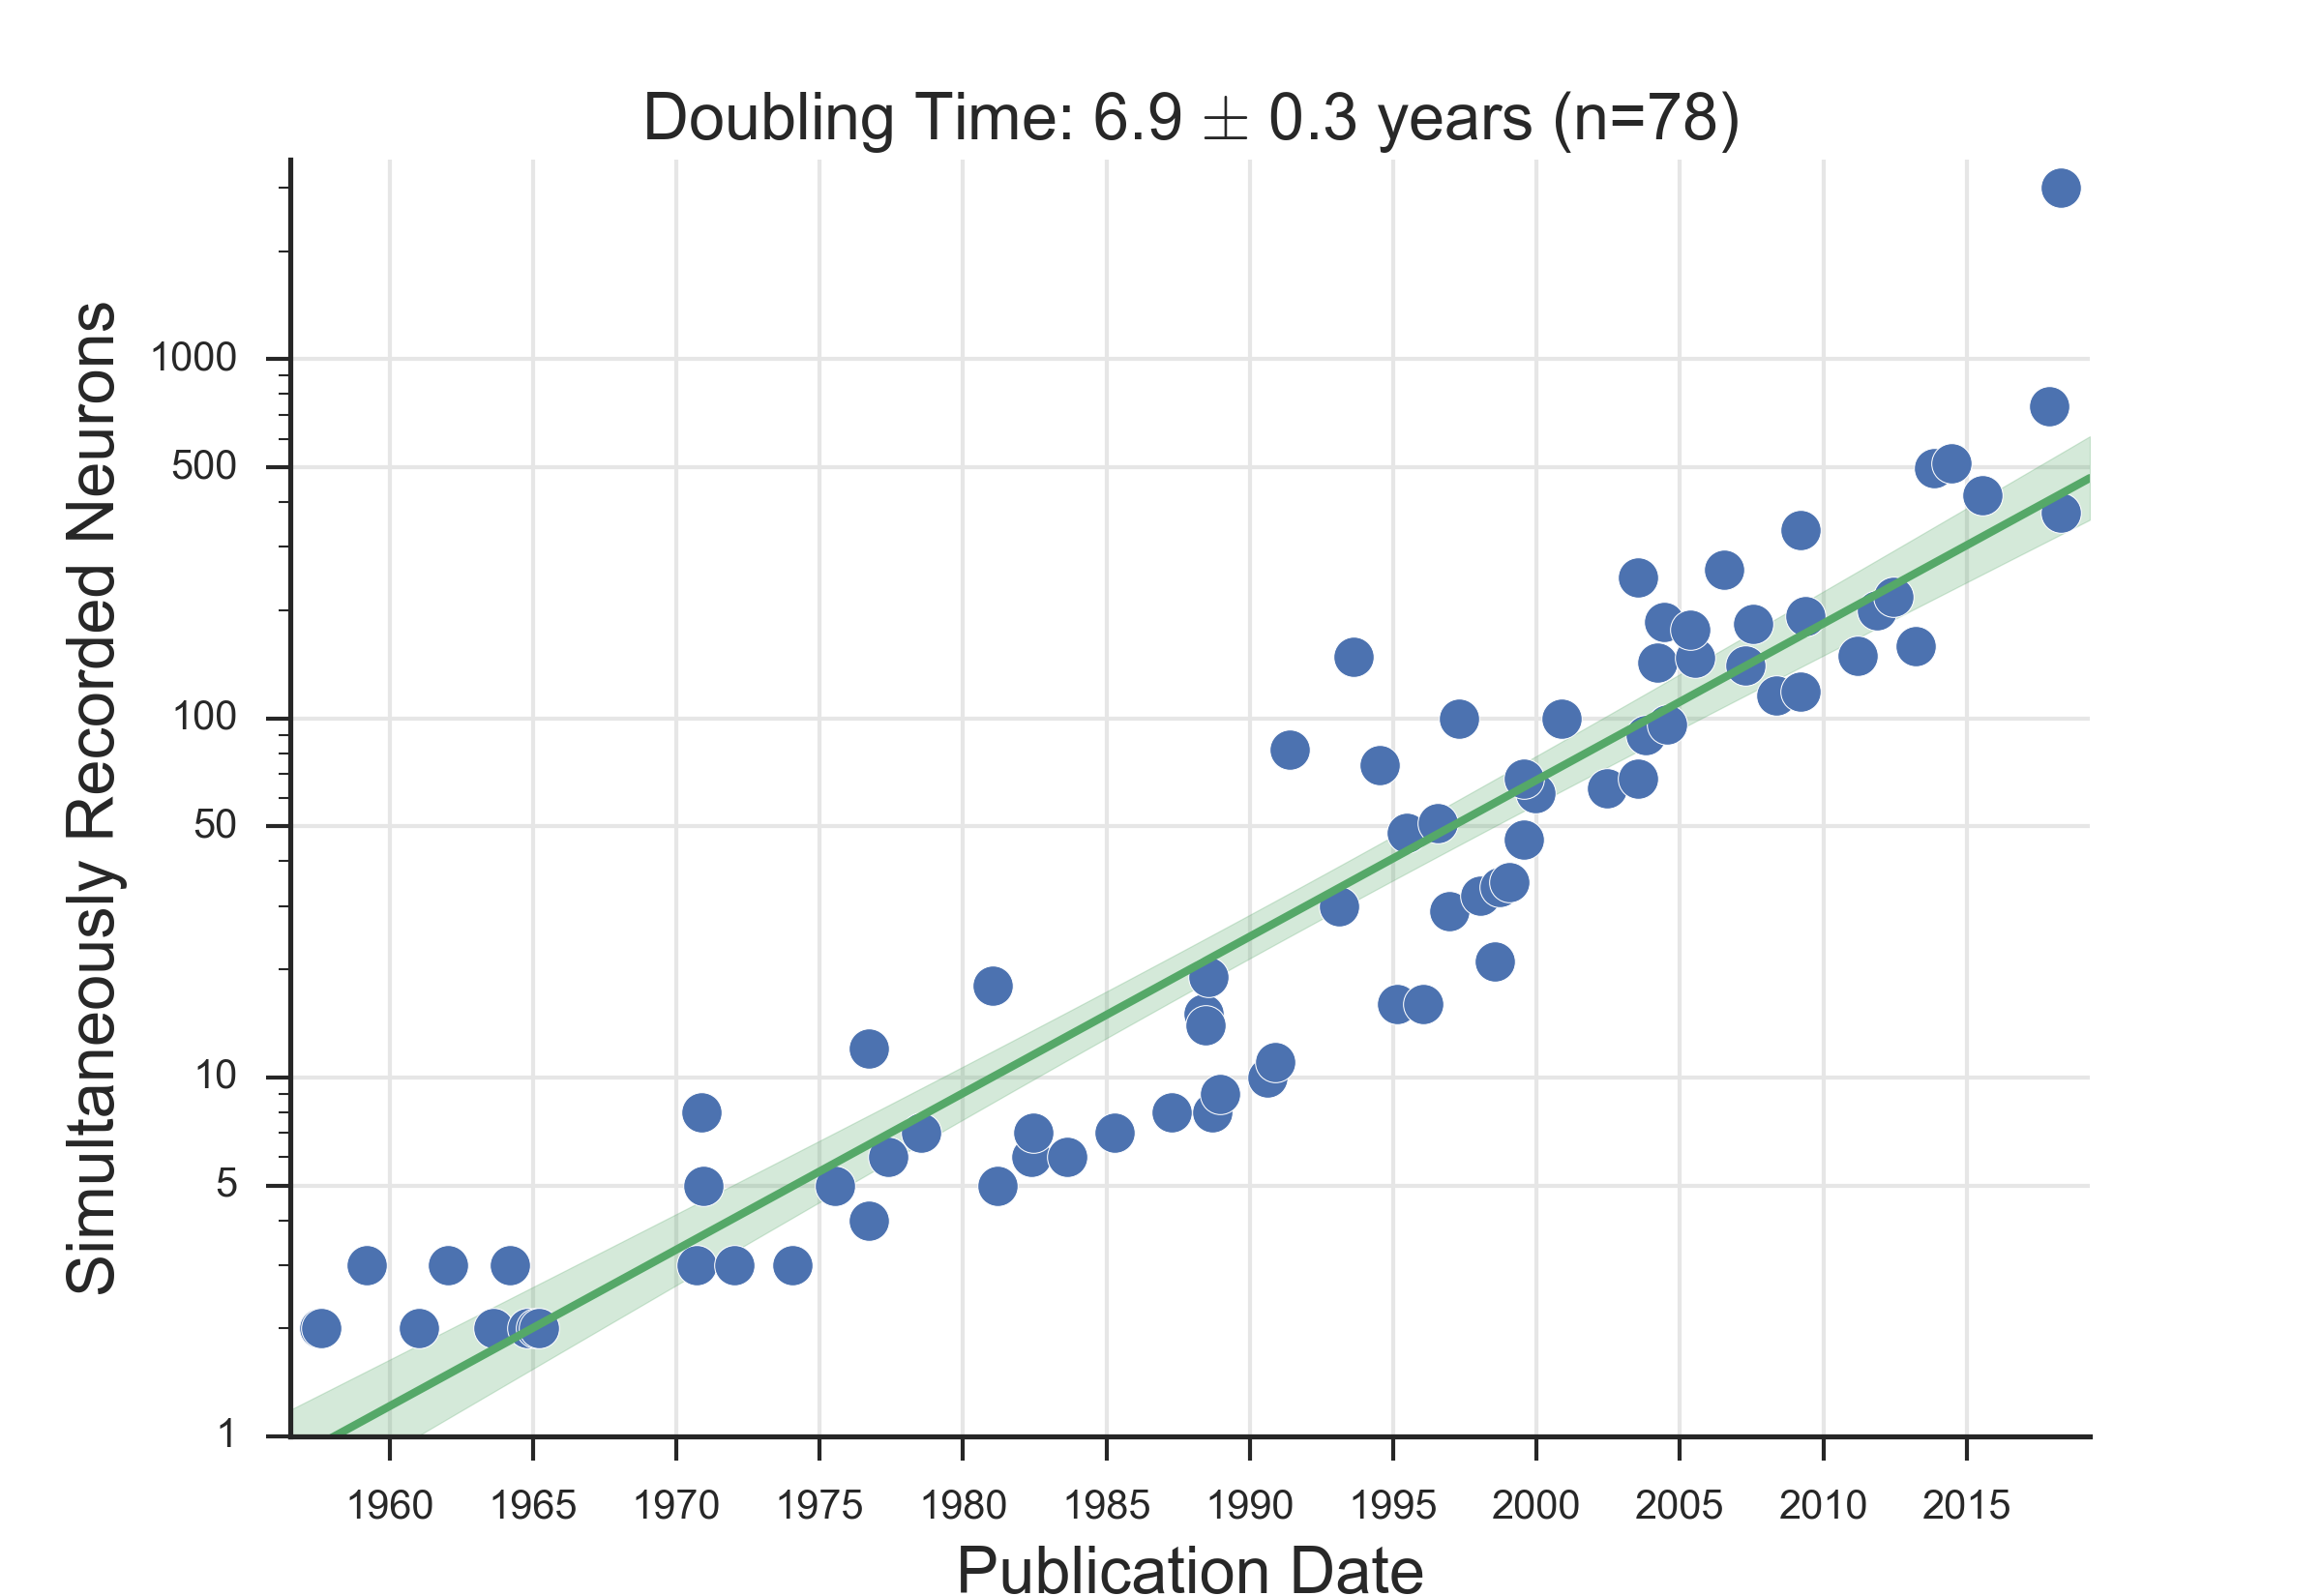 Doubling Time: 6.9 ± 0.3 years (n=78)
Simultaneously Recorded Neurons
1000
500
100
50
10
5
1
1960 1965 1970 1975 1980 1985 1990 1995 2000 2005 2010 2015
Publication Date